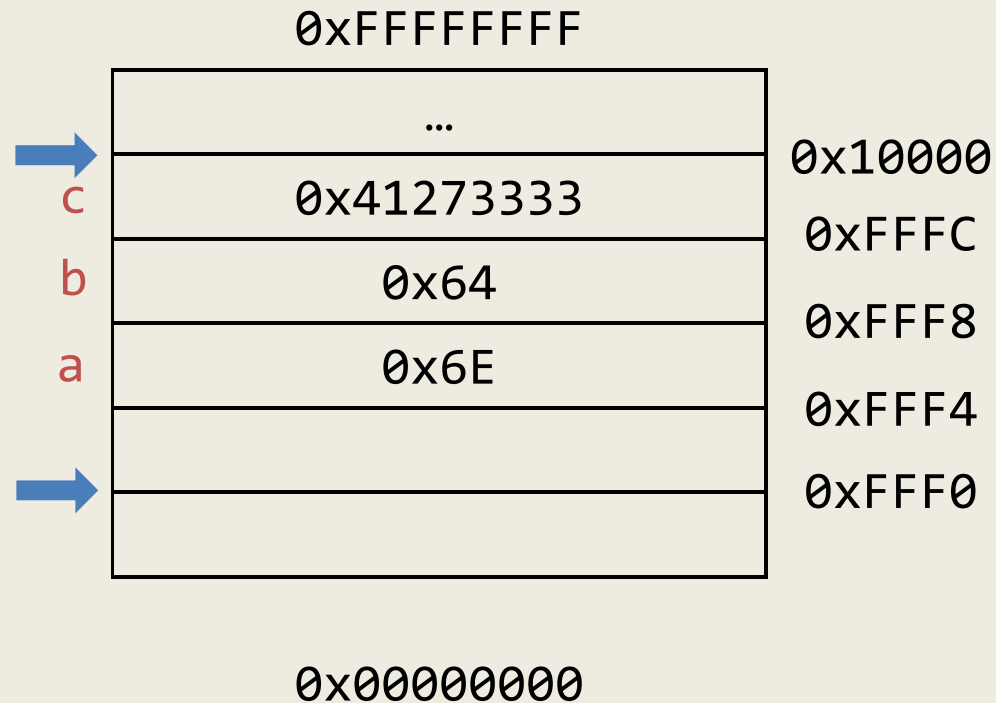 0xFFFFFFFF
…
0x10000
c 0x41273333
0xFFFC
b 0x64
0xFFF8
a 0x6E
0xFFF4
0xFFF0
0x00000000